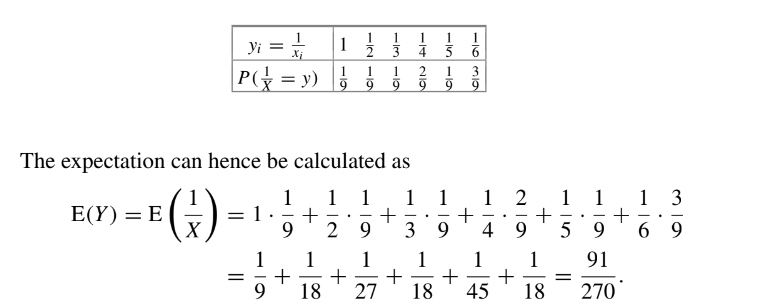 yᵢ = 1/xᵢ 1 1/2 1/3 1/4 1/5 1/6
P(1/X = y) 1/9 1/9 1/9 2/9 1/9 3/9
The expectation can hence be calculated as
E(Y) = E(1/X) = 1 · 1/9 + 1/2 · 1/9 + 1/3 · 1/9 + 1/4 · 2/9 + 1/5 · 1/9 + 1/6 · 3/9
= 1/9 + 1/18 + 1/27 + 1/18 + 1/45 + 1/18 = 91/270.